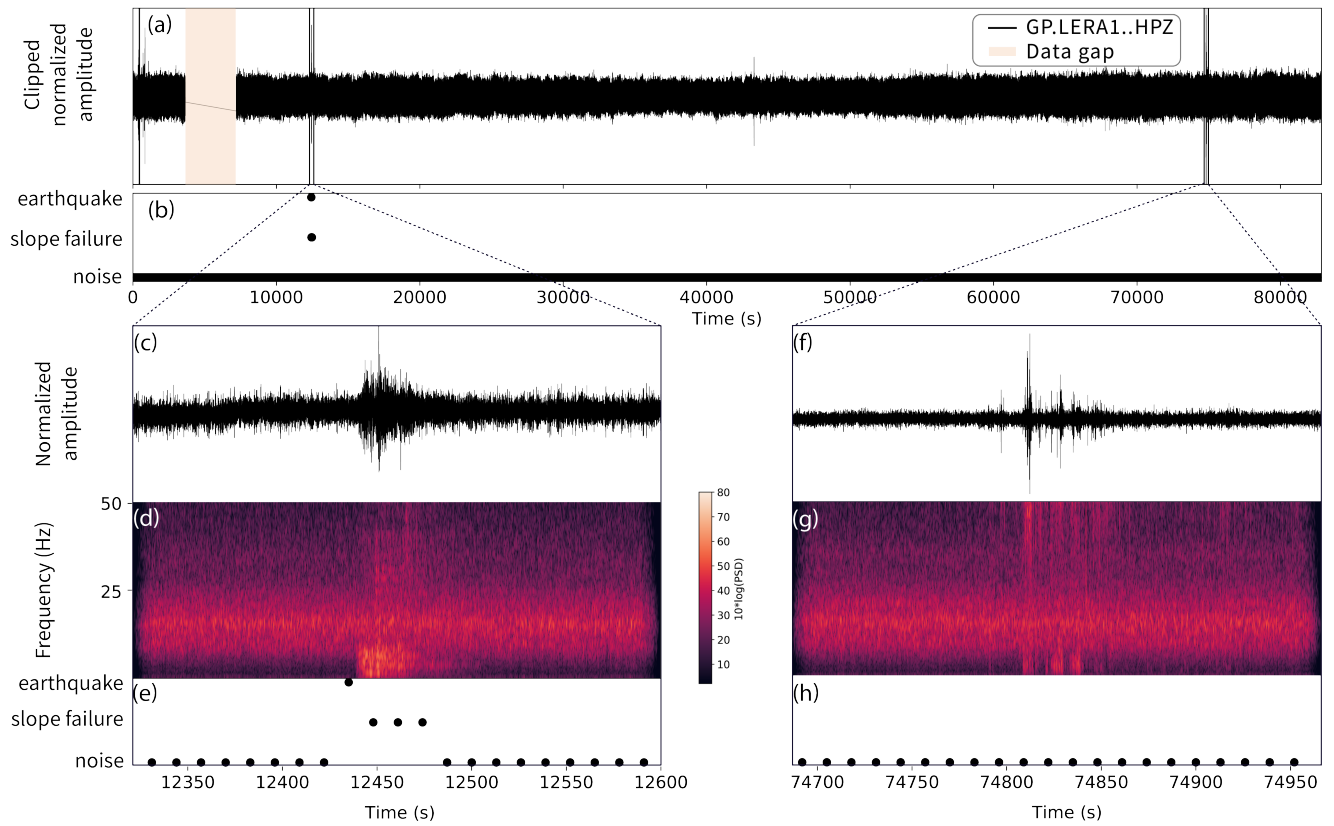 (a)
Clipped
normalized
amplitude
GP.LERA1..HPZ
Data gap
(b)
earthquake
slope failure
noise
0 10000 20000 30000 40000 50000 60000 70000 80000
Time (s)
(c)
Normalized
amplitude
(f)
50
25
Frequency (Hz)
(d)
80
70
60
50
40
30
20
10
10*log(PSD)
(g)
earthquake
slope failure
noise
(e)
(h)
12350 12400 12450 12500 12550 12600
Time (s)
74700 74750 74800 74850 74900 74950
Time (s)